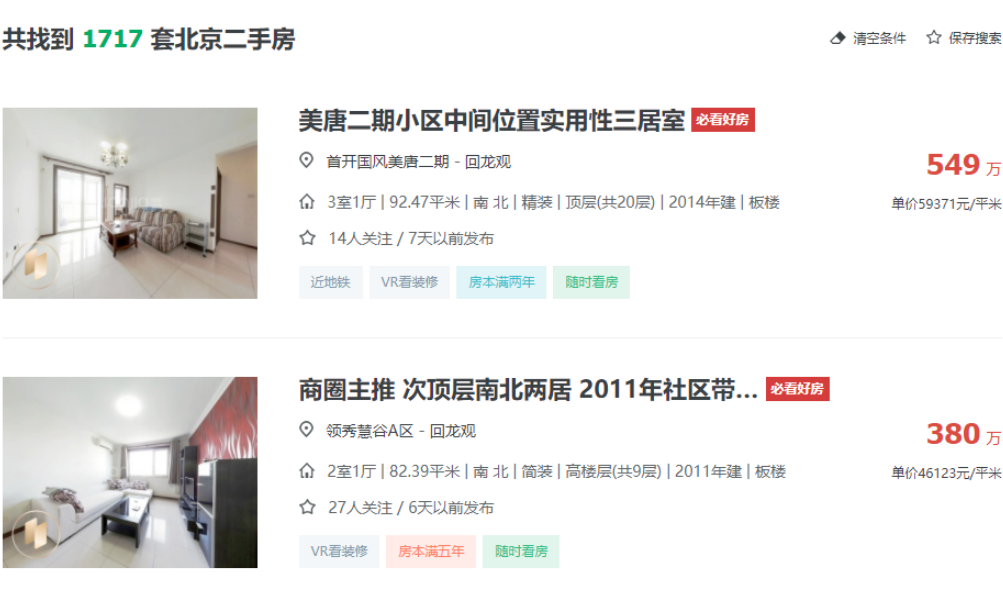 共找到 1717 套北京二手房
清空条件 保存搜索
美唐二期小区中间位置实用性三居室 必看好房
首开国风美唐二期 - 回龙观
549 万
3室1厅 | 92.47平米 | 南 北 | 精装 | 顶层(共20层) | 2014年建 | 板楼
单价59371元/平米
14人关注 / 7天以前发布
近地铁 VR看装修 房本满两年 随时看房
商圈主推 次顶层南北两居 2011年社区带... 必看好房
领秀慧谷A区 - 回龙观
380 万
2室1厅 | 82.39平米 | 南 北 | 简装 | 高楼层(共9层) | 2011年建 | 板楼
单价46123元/平米
27人关注 / 6天以前发布
VR看装修 房本满五年 随时看房